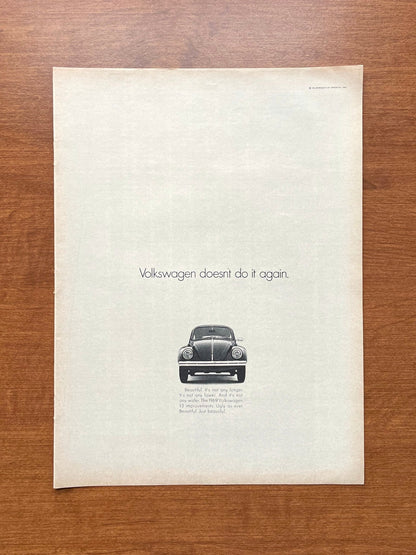 Volkswagen doesnt do it again.
Beautiful. It's not any longer.
It's not any lower. And it's not
any wider. The 1969 Volkswagen.
13 improvements. Ugly as ever.
Beautiful. Just beautiful.